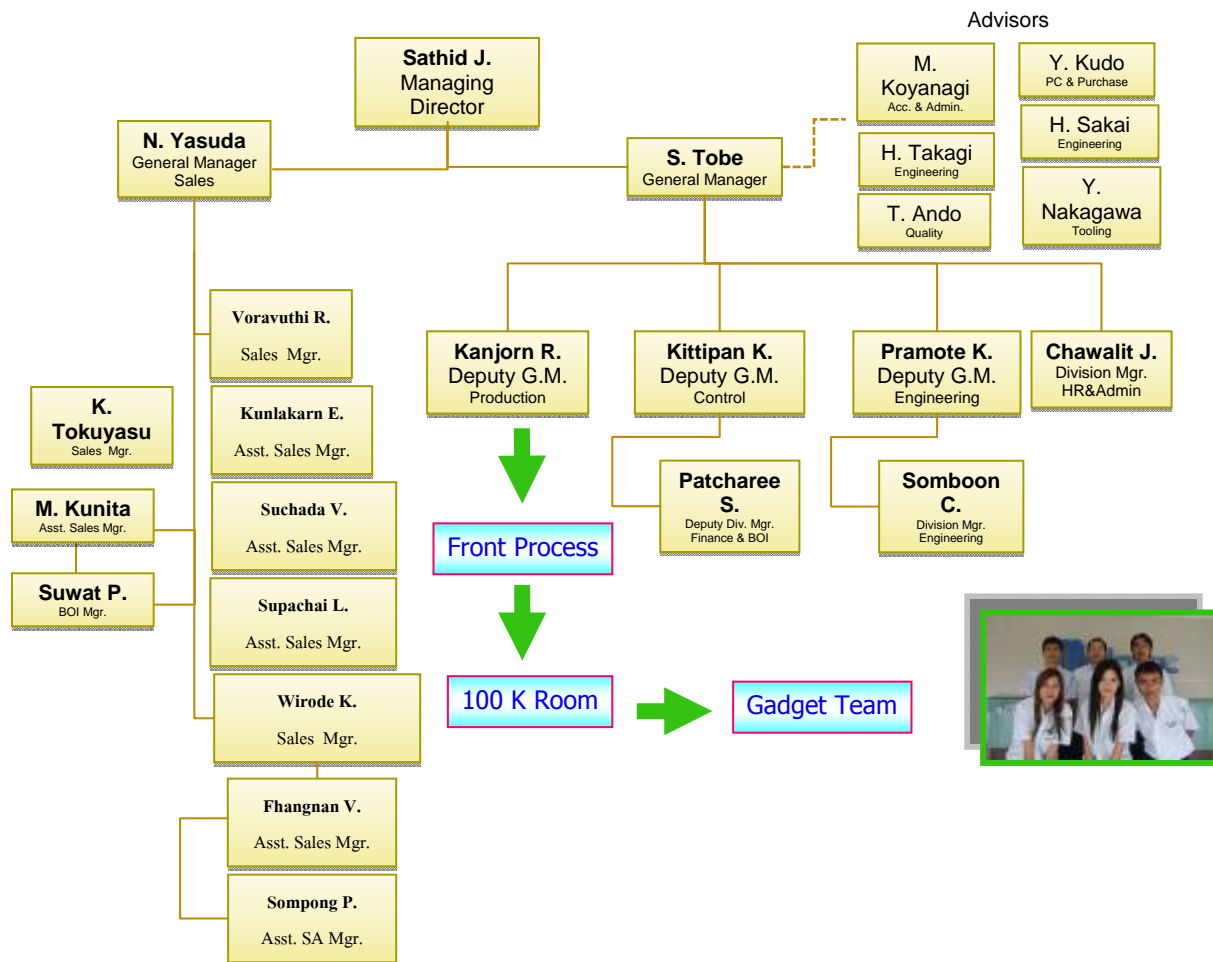 Advisors
Sathid J.
Managing
Director
M.
Koyanagi
Acc. & Admin.
Y. Kudo
PC & Purchase
N. Yasuda
General Manager
Sales
S. Tobe
General Manager
H. Takagi
Engineering
H. Sakai
Engineering
T. Ando
Quality
Y.
Nakagawa
Tooling
Voravuthi R.
Sales Mgr.
Kanjorn R.
Deputy G.M.
Production
Kittipan K.
Deputy G.M.
Control
Pramote K.
Deputy G.M.
Engineering
Chawalit J.
Division Mgr.
HR&Admin
K.
Tokuyasu
Sales Mgr.
Kunlakarn E.
Asst. Sales Mgr.
M. Kunita
Asst. Sales Mgr.
Suchada V.
Asst. Sales Mgr.
Patcharee
S.
Deputy Div. Mgr.
Finance & BOI
Somboon
C.
Division Mgr.
Engineering
Front Process
Suwat P.
BOI Mgr.
Supachai L.
Asst. Sales Mgr.
Wirode K.
Sales Mgr.
100 K Room
Gadget Team
Fhangnan V.
Asst. Sales Mgr.
Sompong P.
Asst. SA Mgr.